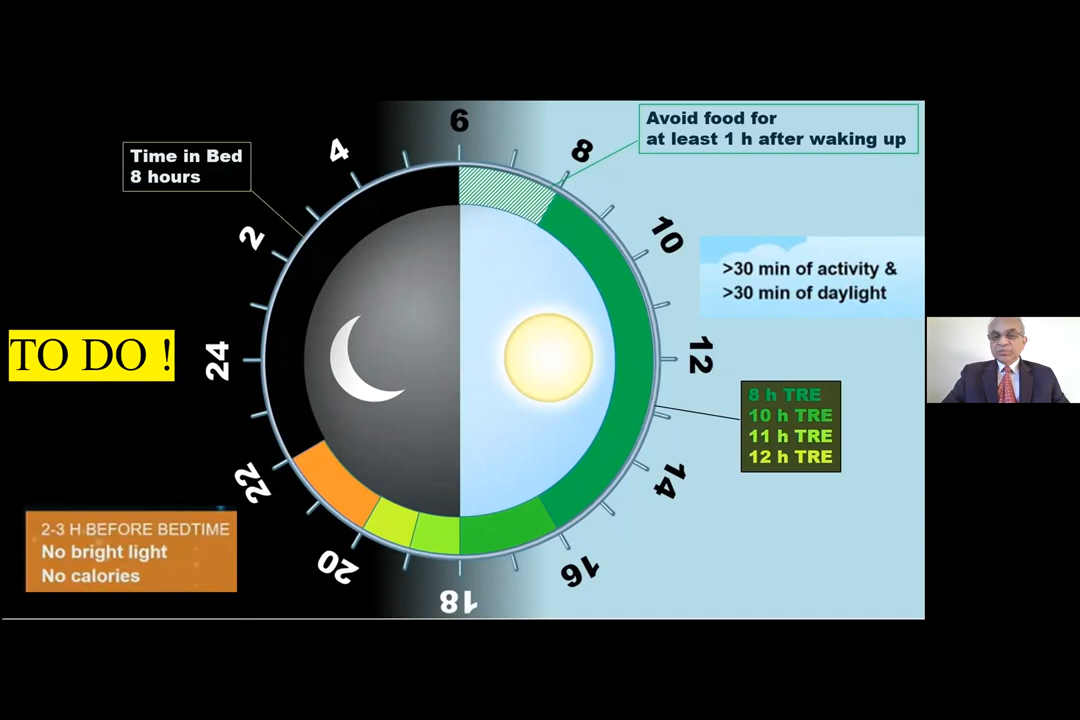 6
Avoid food for
at least 1 h after waking up
Time in Bed
8 hours
4
8
2
10
>30 min of activity &
>30 min of daylight
TO DO !
24
12
8 h TRE
10 h TRE
11 h TRE
12 h TRE
22
14
2-3 H BEFORE BEDTIME
No bright light
No calories
20
16
18